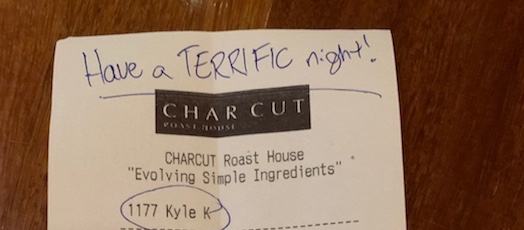 Have a TERRIFIC night!
CHAR CUT
ROAST HOUSE
CHARCUT Roast House
"Evolving Simple Ingredients"
1177 Kyle K